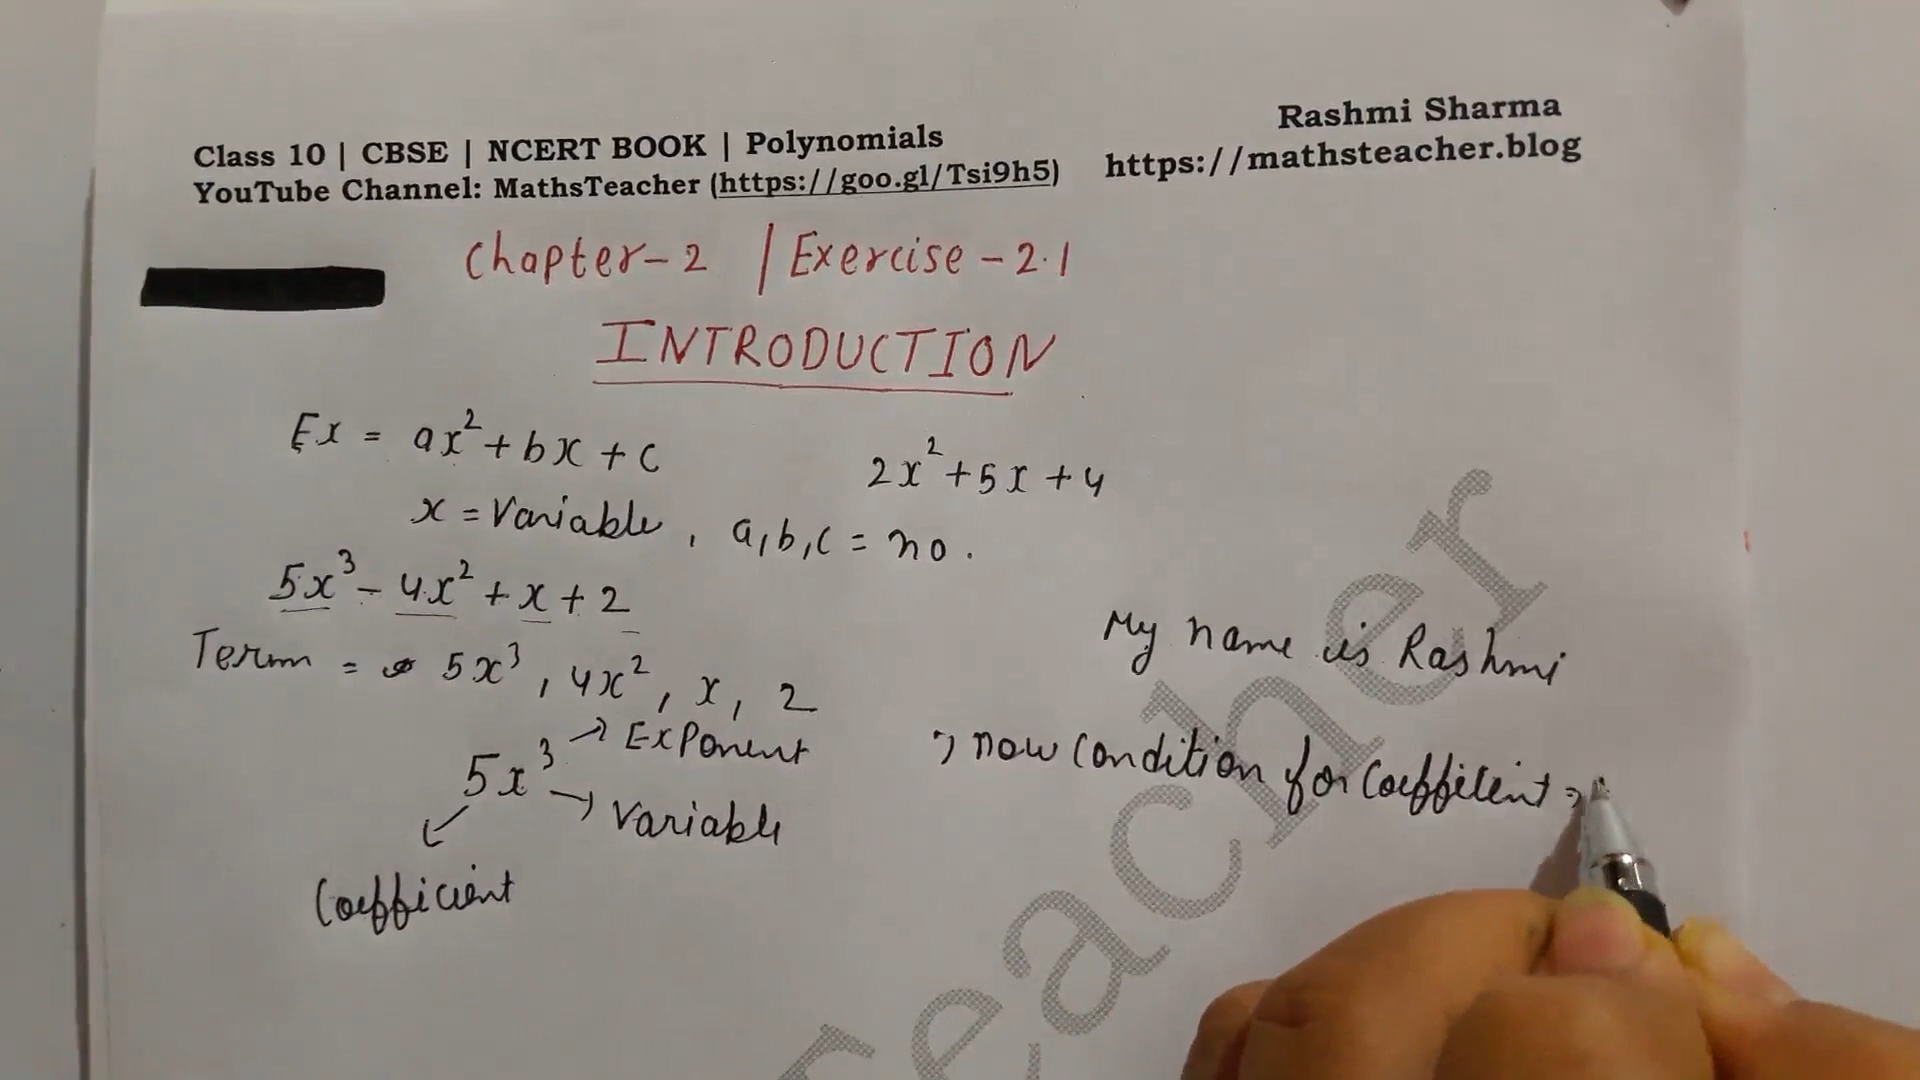 Class 10 | CBSE | NCERT BOOK | Polynomials
Rashmi Sharma
YouTube Channel: MathsTeacher (https://goo.gl/Tsi9h5)
https://mathsteacher.blog
Chapter-2 | Exercise - 2.1
INTRODUCTION
Ex = ax² + bx + c
2x² + 5x + 4
x = Variable, a, b, c = no.
5x³ - 4x² + x + 2
Term = 5x³, 4x², x, 2
My name is Rashmi
5x³ → Exponent
→ Variable
Coefficient
now Condition for Coefficient
eacher